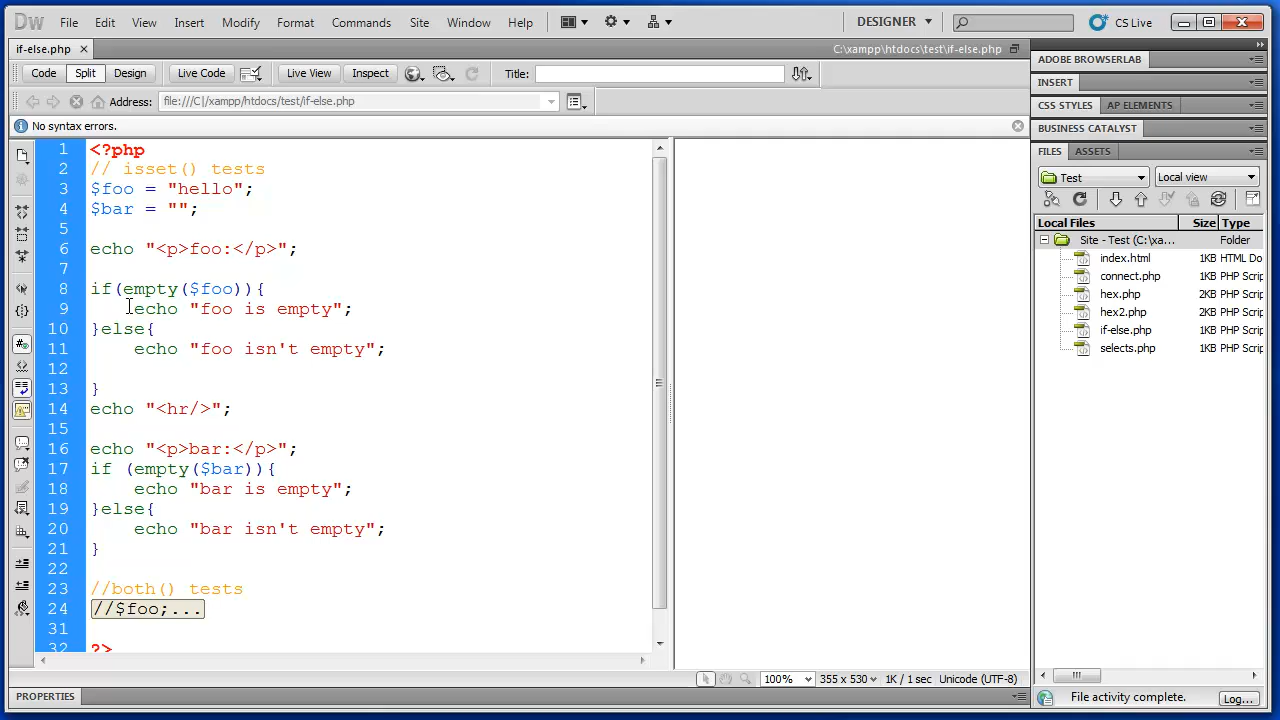 Dw File Edit View Insert Modify Format Commands Site Window Help DESIGNER CS Live
if-else.php C:\xampp\htdocs\test\if-else.php
Code Split Design Live Code Live View Inspect Title:
Address: file:///C|/xampp/htdocs/test/if-else.php
No syntax errors.
1 <?php
2 // isset() tests
3 $foo = "hello";
4 $bar = "";
5
6 echo "<p>foo:</p>";
7
8 if(empty($foo)){
9 echo "foo is empty";
10 }else{
11 echo "foo isn't empty";
12
13 }
14 echo "<hr/>";
15
16 echo "<p>bar:</p>";
17 if (empty($bar)){
18 echo "bar is empty";
19 }else{
20 echo "bar isn't empty";
21 }
22
23 //both() tests
24 //$foo;...
31
32 ?>
100% 355 x 530 1K / 1 sec Unicode (UTF-8)
PROPERTIES
ADOBE BROWSERLAB
INSERT
CSS STYLES AP ELEMENTS
BUSINESS CATALYST
FILES ASSETS
Test Local view
Local Files Size Type
Site - Test (C:\xa... Folder
index.html 1KB HTML Do
connect.php 1KB PHP Scrip
hex.php 2KB PHP Scrip
hex2.php 2KB PHP Scrip
if-else.php 1KB PHP Scrip
selects.php 1KB PHP Scrip
File activity complete. Log...